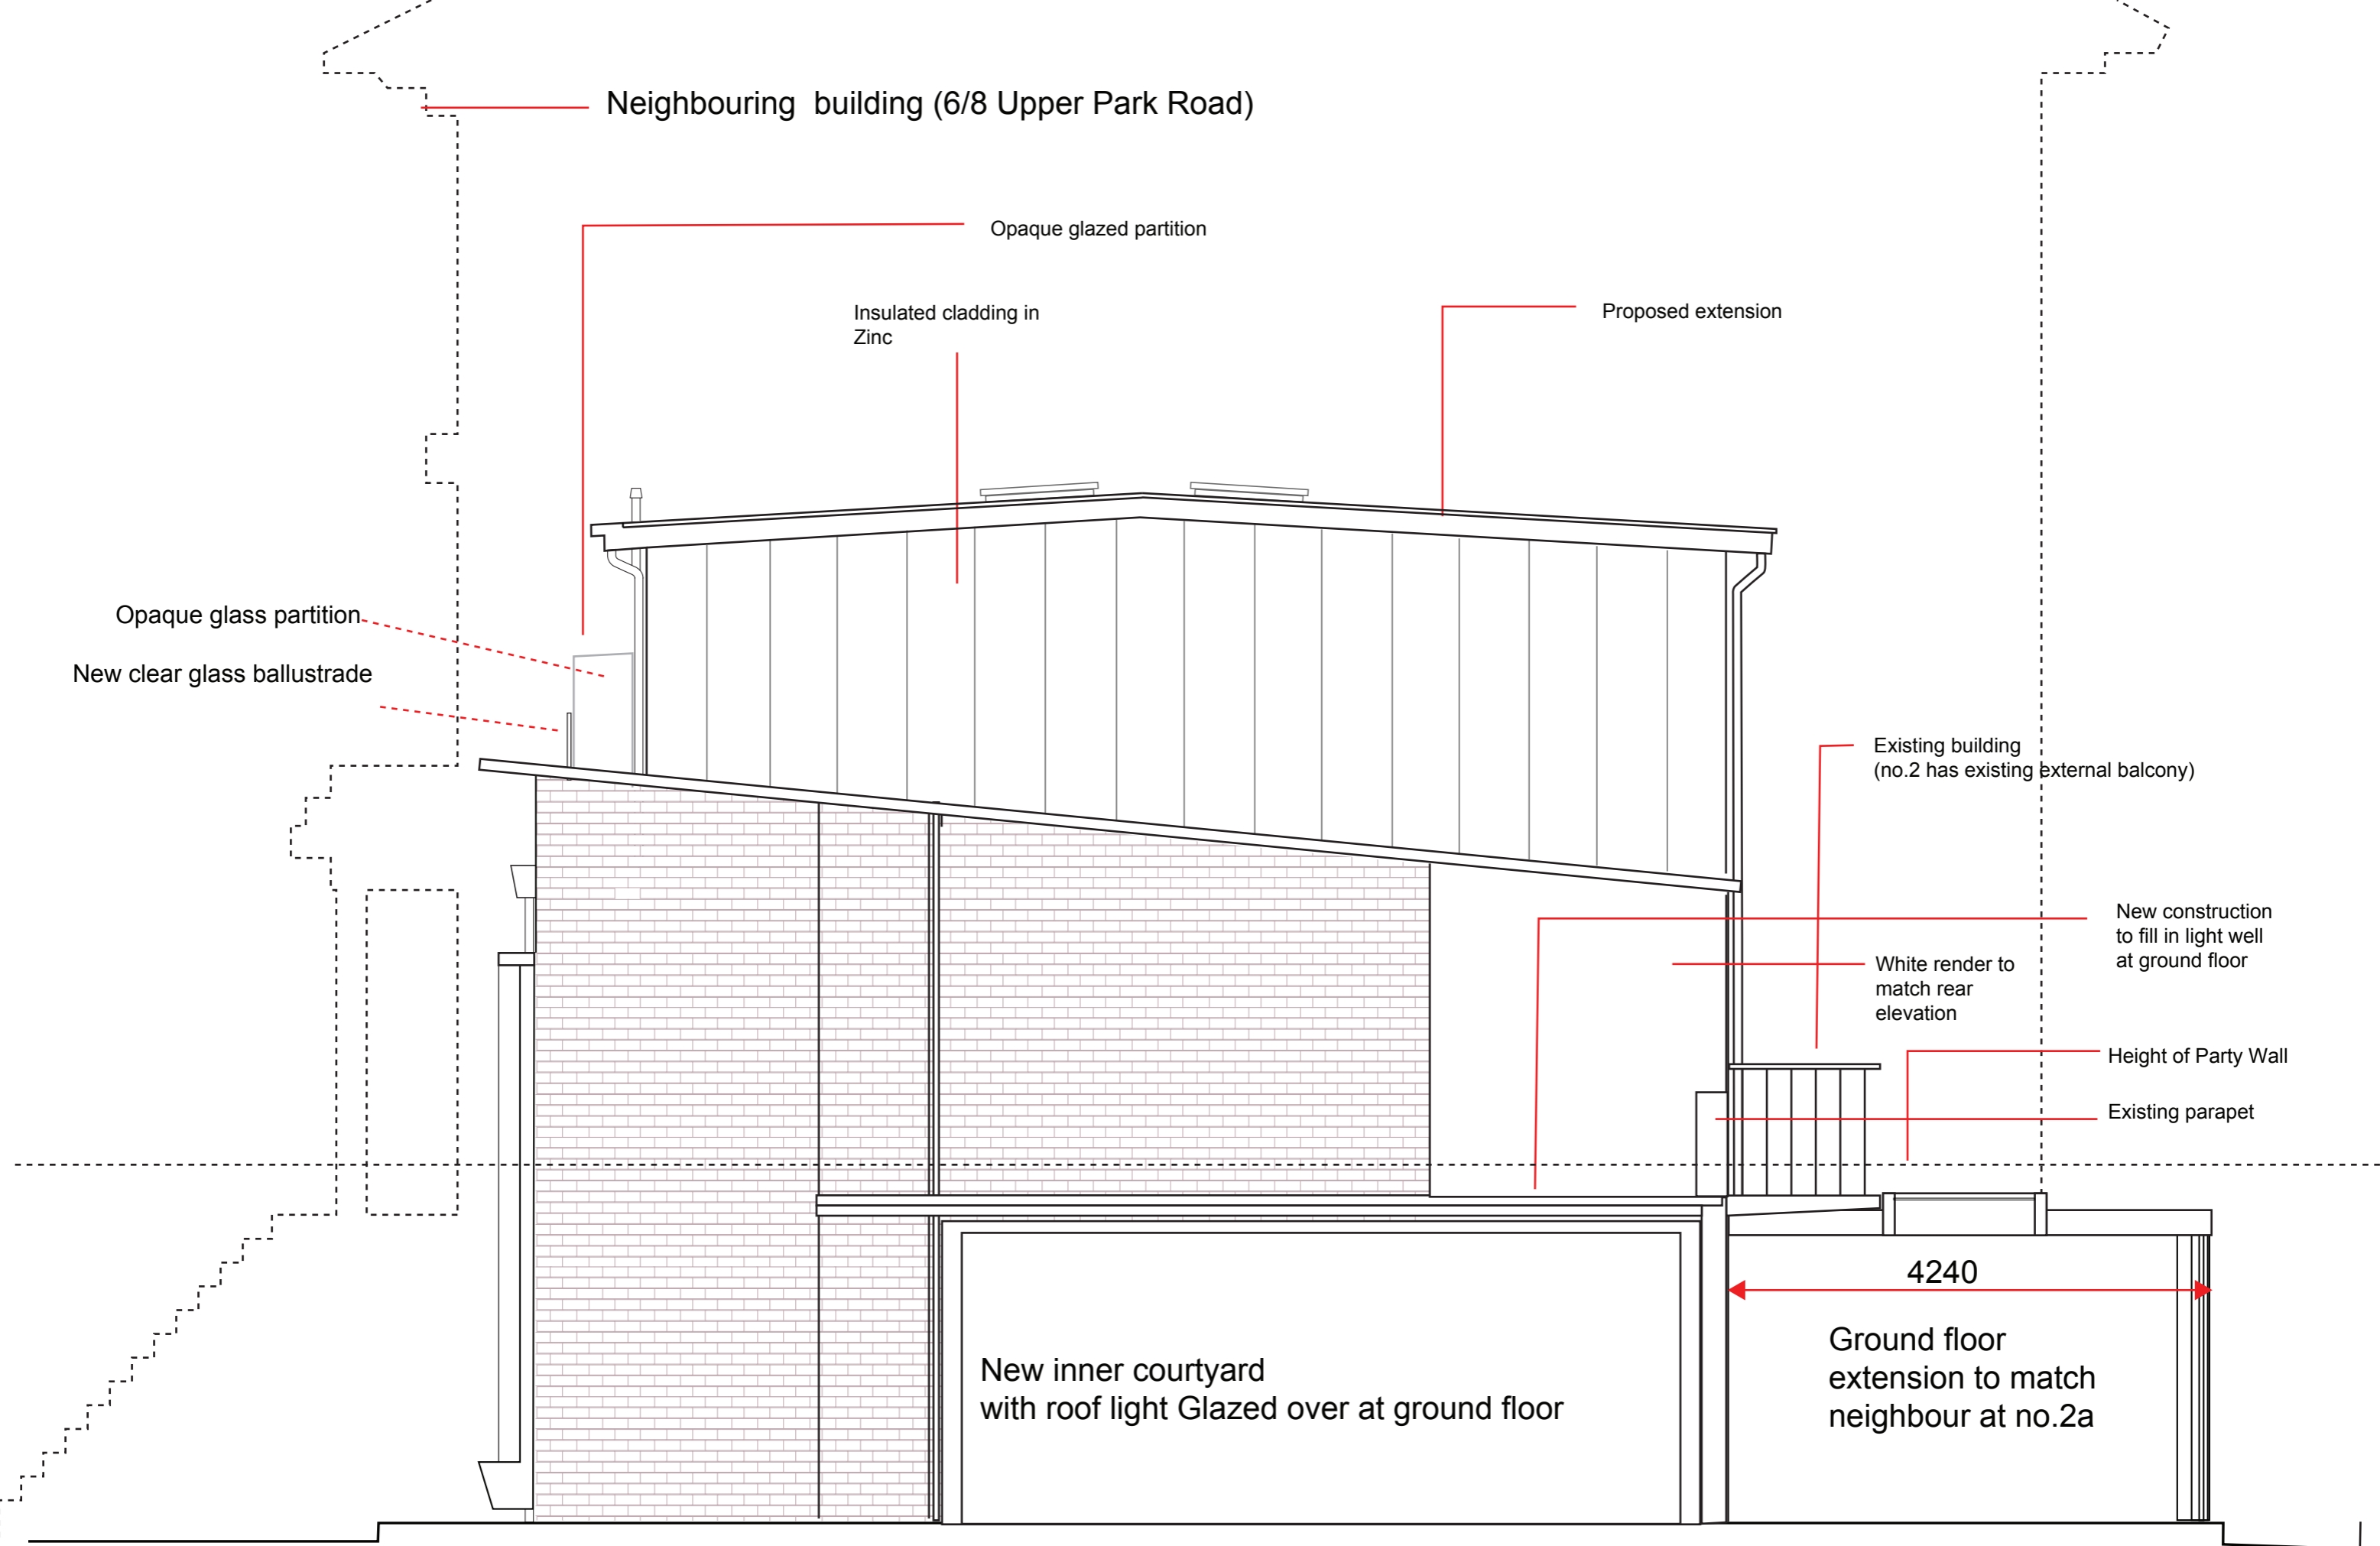 Neighbouring  building (6/8 Upper Park Road)
Opaque glazed partition
Insulated cladding in
Zinc
Proposed extension
Opaque glass partition
New clear glass ballustrade
Existing building
(no.2 has existing external balcony)
New construction
to fill in light well
at ground floor
White render to
match rear
elevation
Height of Party Wall
Existing parapet
4240
Ground floor
extension to match
neighbour at no.2a
New inner courtyard
with roof light Glazed over at ground floor